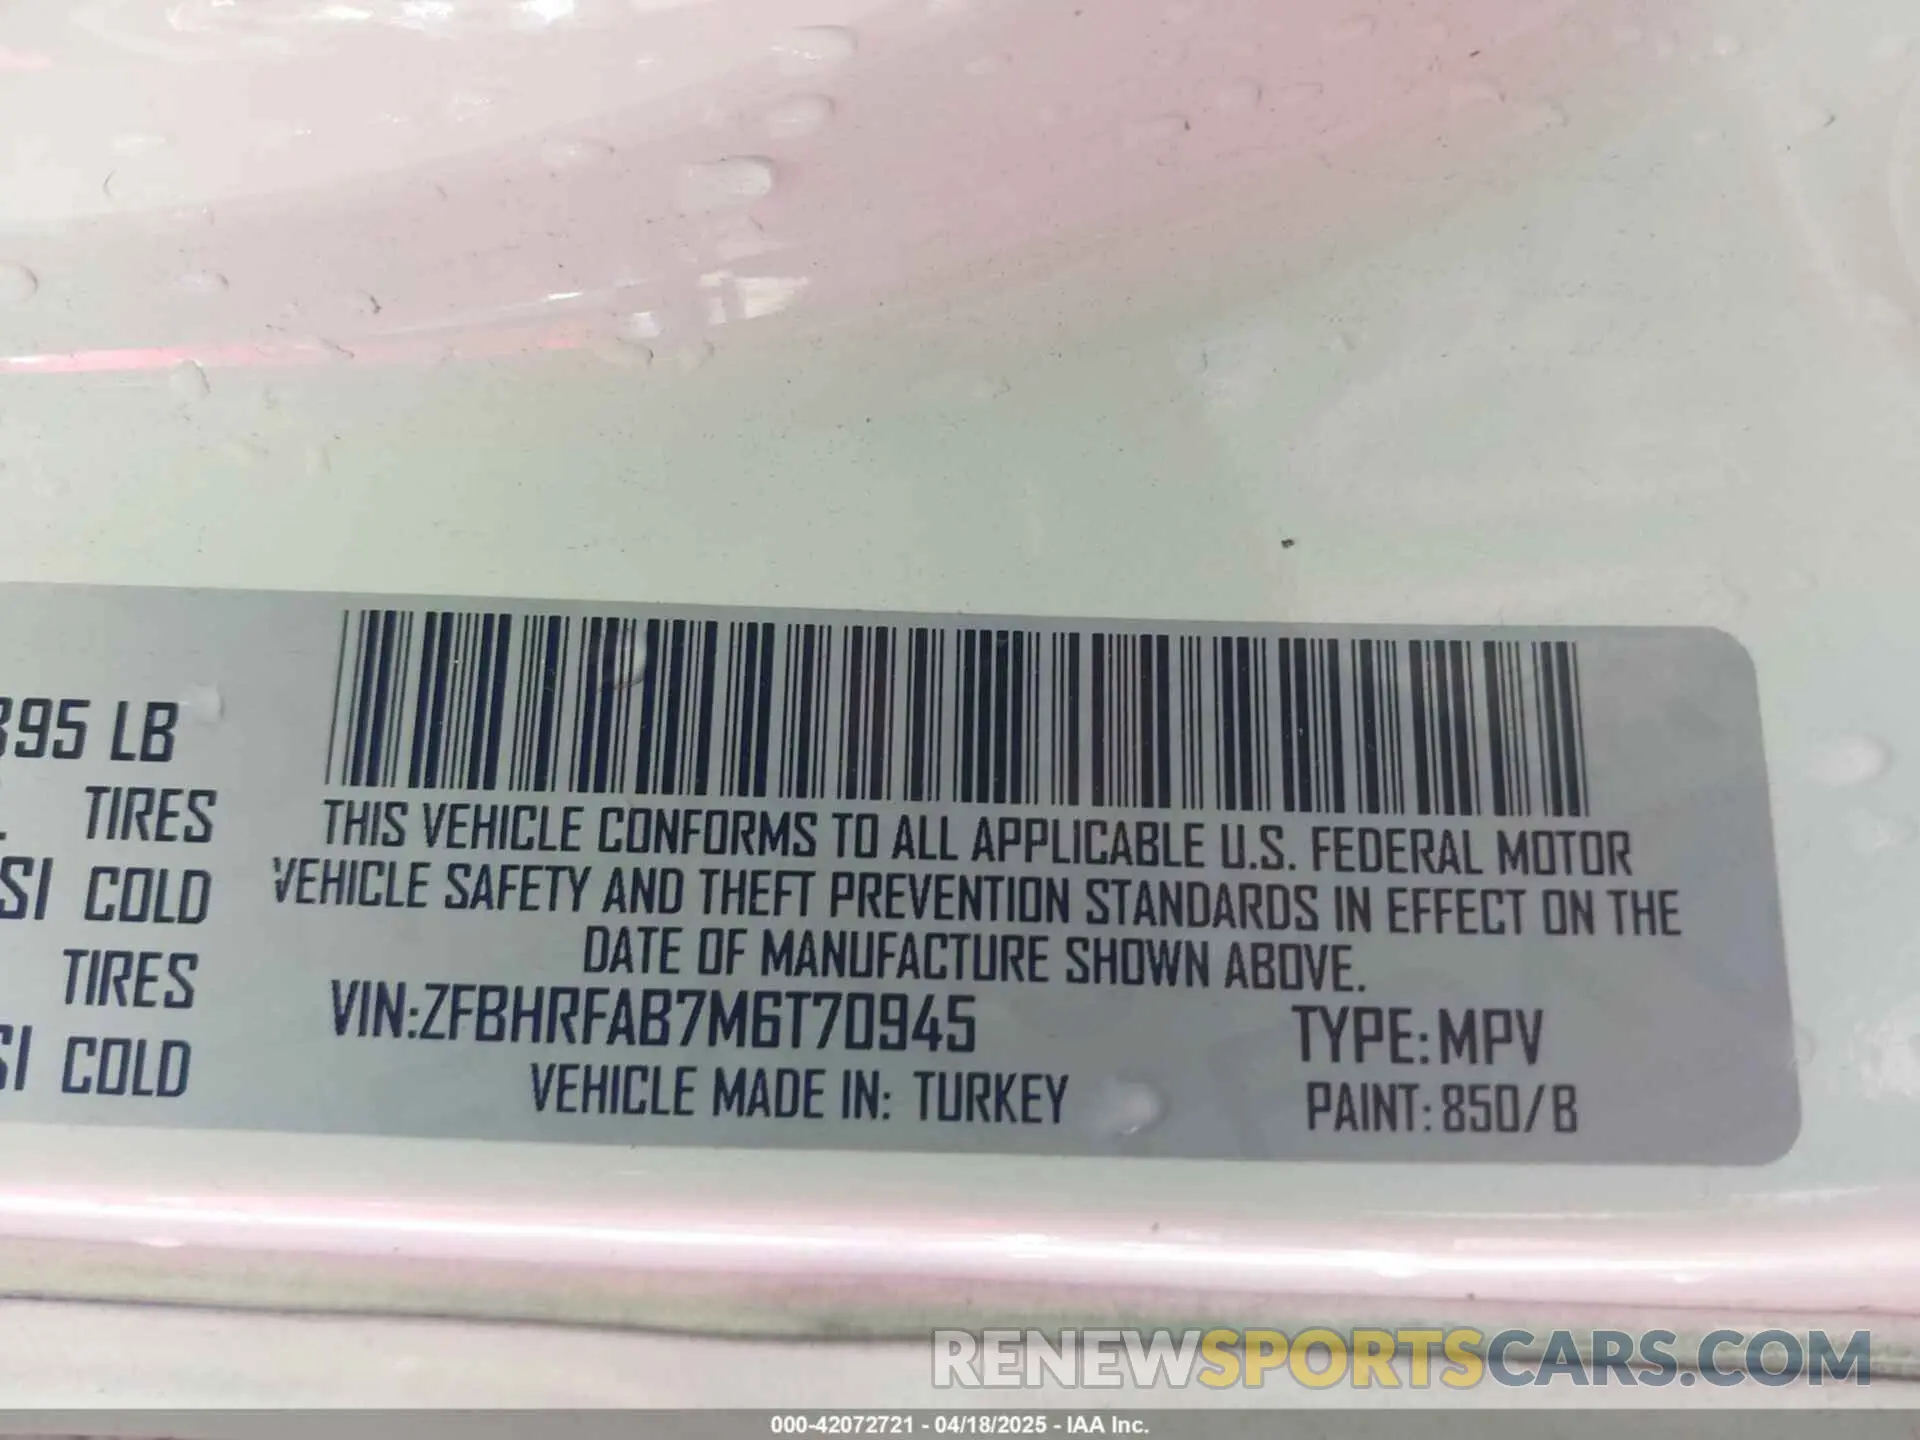 395 LB
TIRES
SI COLD
TIRES
SI COLD
THIS VEHICLE CONFORMS TO ALL APPLICABLE U.S. FEDERAL MOTOR
VEHICLE SAFETY AND THEFT PREVENTION STANDARDS IN EFFECT ON THE
DATE OF MANUFACTURE SHOWN ABOVE.
VIN:ZFBHRFAB7M6T70945 TYPE:MPV
VEHICLE MADE IN: TURKEY PAINT:850/B
RENEWSPORTSCARS.COM
000-42072721 - 04/18/2025 - IAA Inc.